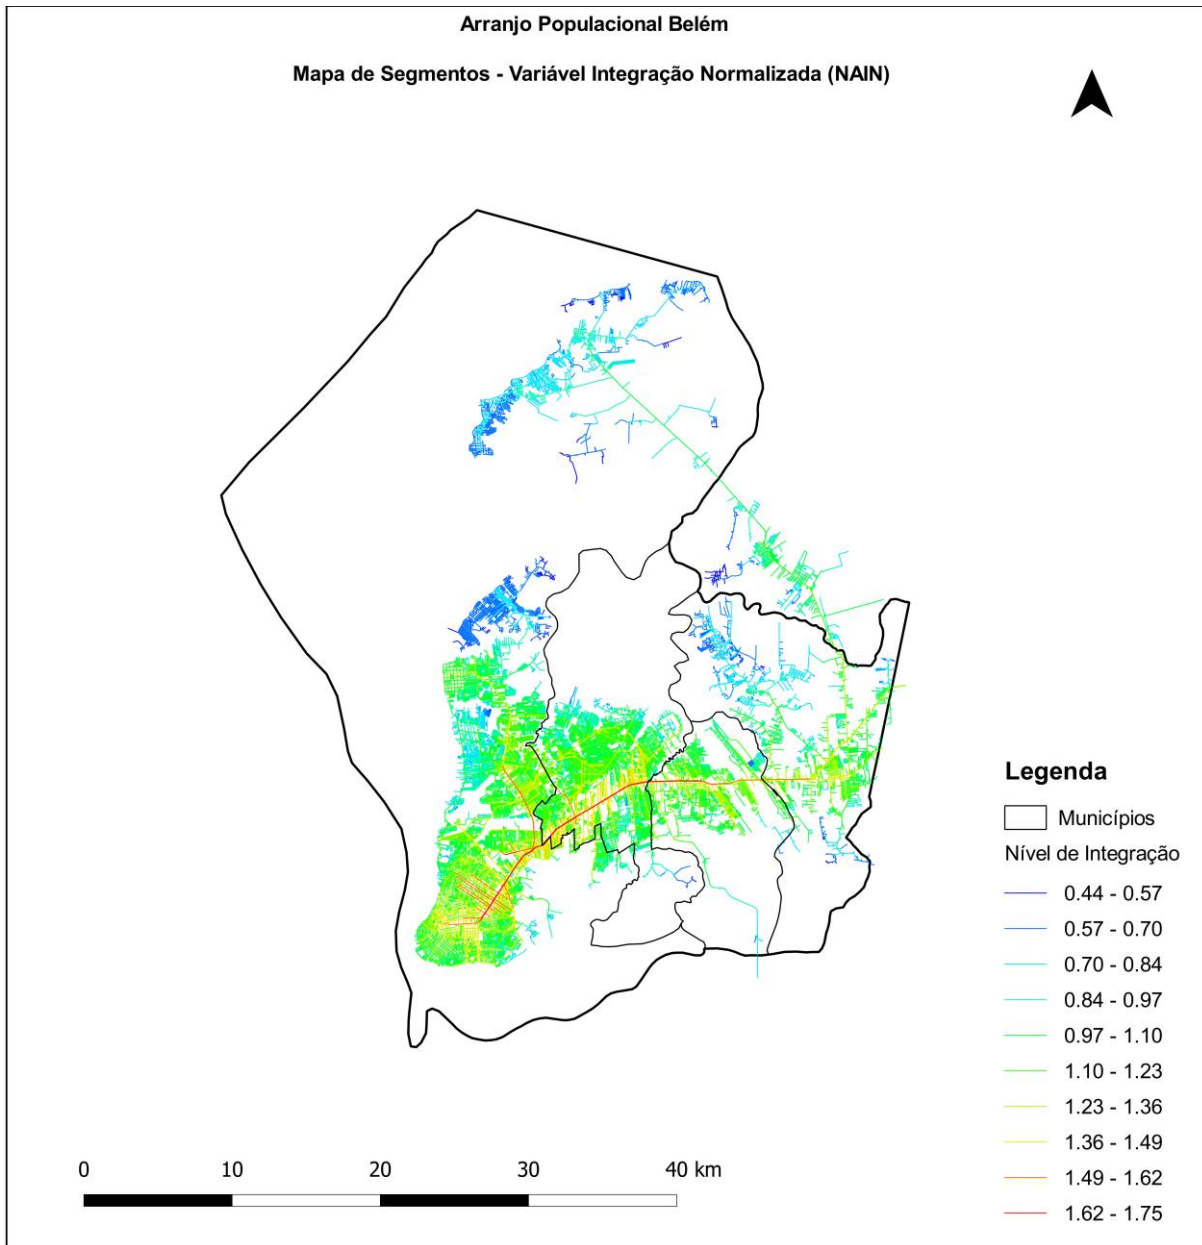 Arranjo Populacional Belém
Mapa de Segmentos - Variável Integração Normalizada (NAIN)
Legenda
Municípios
Nível de Integração
0.44 - 0.57
0.57 - 0.70
0.70 - 0.84
0.84 - 0.97
0.97 - 1.10
1.10 - 1.23
1.23 - 1.36
1.36 - 1.49
1.49 - 1.62
1.62 - 1.75
0 10 20 30 40 km